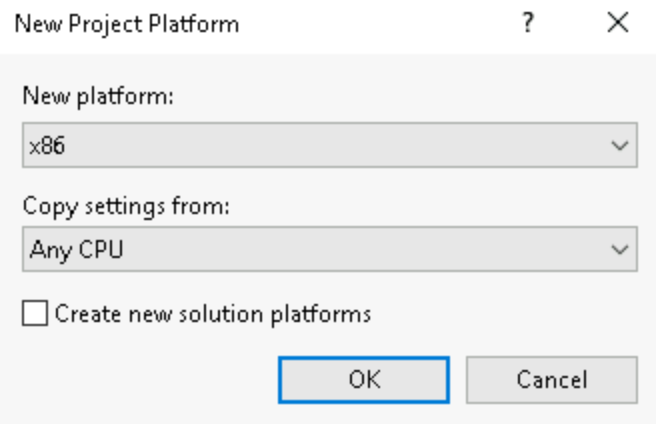 New Project Platform ?
New platform:
x86
Copy settings from:
Any CPU
Create new solution platforms
OK Cancel